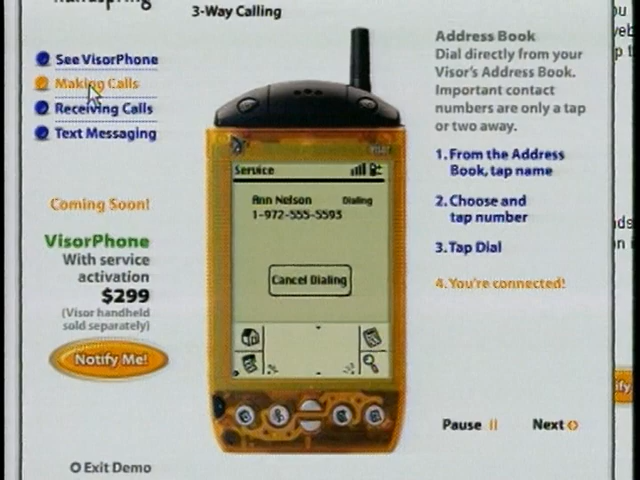 handspring
3-Way Calling
See VisorPhone
Making Calls
Receiving Calls
Text Messaging
Coming Soon!
VisorPhone
With service
activation
$299
(Visor handheld
sold separately)
Notify Me!
Exit Demo
Service
Ann Nelson Dialing
1-972-555-5593
Cancel Dialing
Address Book
Dial directly from your
Visor's Address Book.
Important contact
numbers are only a tap
or two away.
1. From the Address
Book, tap name
2. Choose and
tap number
3. Tap Dial
4. You're connected!
Pause
Next